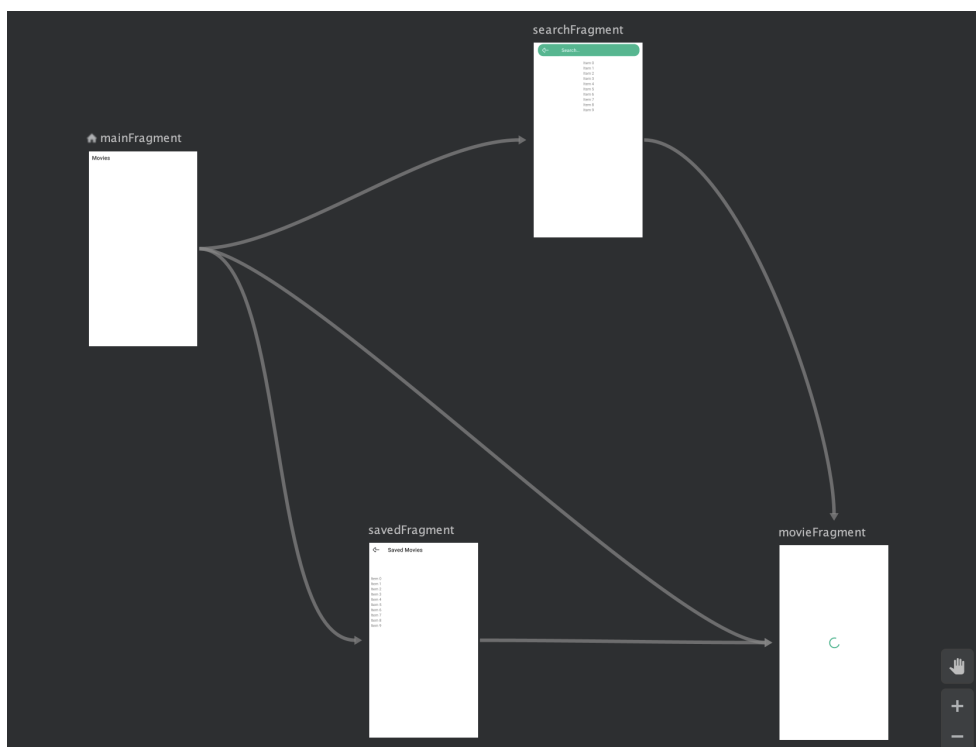 searchFragment
Search..
Item 0
Item 1
Item 2
Item 3
Item 4
Item 5
Item 6
Item 7
Item 8
Item 9
mainFragment
Movies
savedFragment
Saved Movies
Item 0
Item 1
Item 2
Item 3
Item 4
Item 5
Item 6
Item 7
Item 8
Item 9
movieFragment